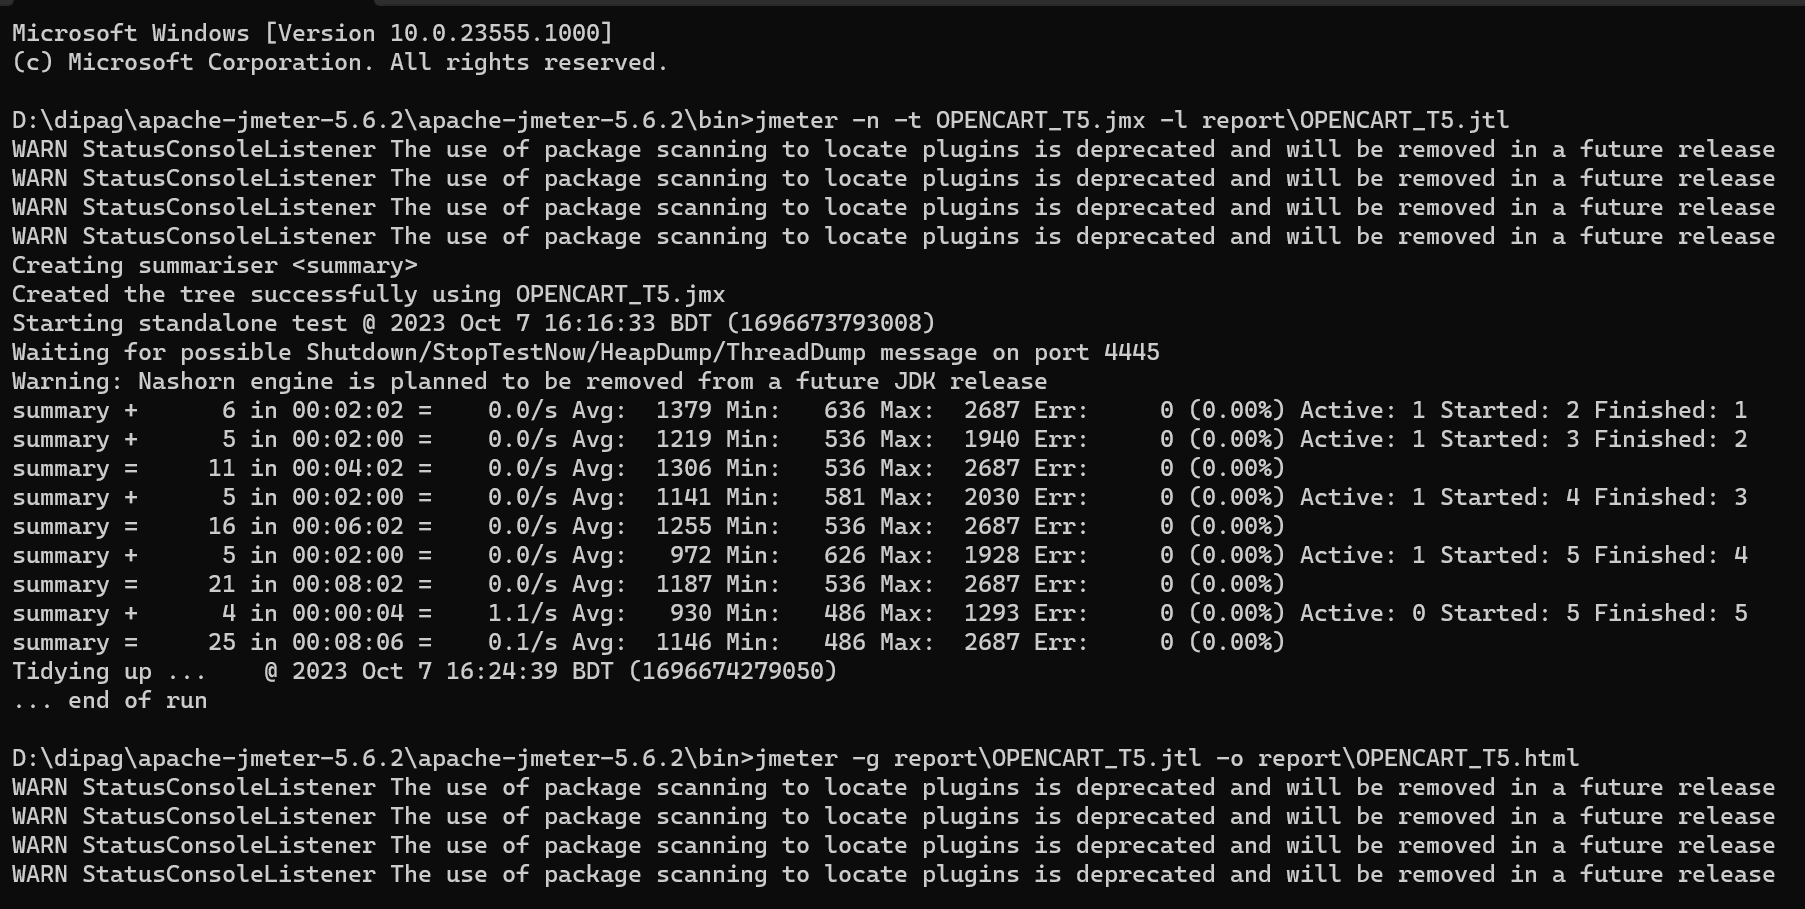 Microsoft Windows [Version 10.0.23555.1000]
(c) Microsoft Corporation. All rights reserved.

D:\dipag\apache-jmeter-5.6.2\apache-jmeter-5.6.2\bin>jmeter -n -t OPENCART_T5.jmx -l report\OPENCART_T5.jtl
WARN StatusConsoleListener The use of package scanning to locate plugins is deprecated and will be removed in a future release
WARN StatusConsoleListener The use of package scanning to locate plugins is deprecated and will be removed in a future release
WARN StatusConsoleListener The use of package scanning to locate plugins is deprecated and will be removed in a future release
WARN StatusConsoleListener The use of package scanning to locate plugins is deprecated and will be removed in a future release
Creating summariser <summary>
Created the tree successfully using OPENCART_T5.jmx
Starting standalone test @ 2023 Oct 7 16:16:33 BDT (1696673793008)
Waiting for possible Shutdown/StopTestNow/HeapDump/ThreadDump message on port 4445
Warning: Nashorn engine is planned to be removed from a future JDK release
summary +      6 in 00:02:02 =    0.0/s Avg:  1379 Min:   636 Max:  2687 Err:     0 (0.00%) Active: 1 Started: 2 Finished: 1
summary +      5 in 00:02:00 =    0.0/s Avg:  1219 Min:   536 Max:  1940 Err:     0 (0.00%) Active: 1 Started: 3 Finished: 2
summary =     11 in 00:04:02 =    0.0/s Avg:  1306 Min:   536 Max:  2687 Err:     0 (0.00%)
summary +      5 in 00:02:00 =    0.0/s Avg:  1141 Min:   581 Max:  2030 Err:     0 (0.00%) Active: 1 Started: 4 Finished: 3
summary =     16 in 00:06:02 =    0.0/s Avg:  1255 Min:   536 Max:  2687 Err:     0 (0.00%)
summary +      5 in 00:02:00 =    0.0/s Avg:   972 Min:   626 Max:  1928 Err:     0 (0.00%) Active: 1 Started: 5 Finished: 4
summary =     21 in 00:08:02 =    0.0/s Avg:  1187 Min:   536 Max:  2687 Err:     0 (0.00%)
summary +      4 in 00:00:04 =    1.1/s Avg:   930 Min:   486 Max:  1293 Err:     0 (0.00%) Active: 0 Started: 5 Finished: 5
summary =     25 in 00:08:06 =    0.1/s Avg:  1146 Min:   486 Max:  2687 Err:     0 (0.00%)
Tidying up ...    @ 2023 Oct 7 16:24:39 BDT (1696674279050)
... end of run

D:\dipag\apache-jmeter-5.6.2\apache-jmeter-5.6.2\bin>jmeter -g report\OPENCART_T5.jtl -o report\OPENCART_T5.html
WARN StatusConsoleListener The use of package scanning to locate plugins is deprecated and will be removed in a future release
WARN StatusConsoleListener The use of package scanning to locate plugins is deprecated and will be removed in a future release
WARN StatusConsoleListener The use of package scanning to locate plugins is deprecated and will be removed in a future release
WARN StatusConsoleListener The use of package scanning to locate plugins is deprecated and will be removed in a future release